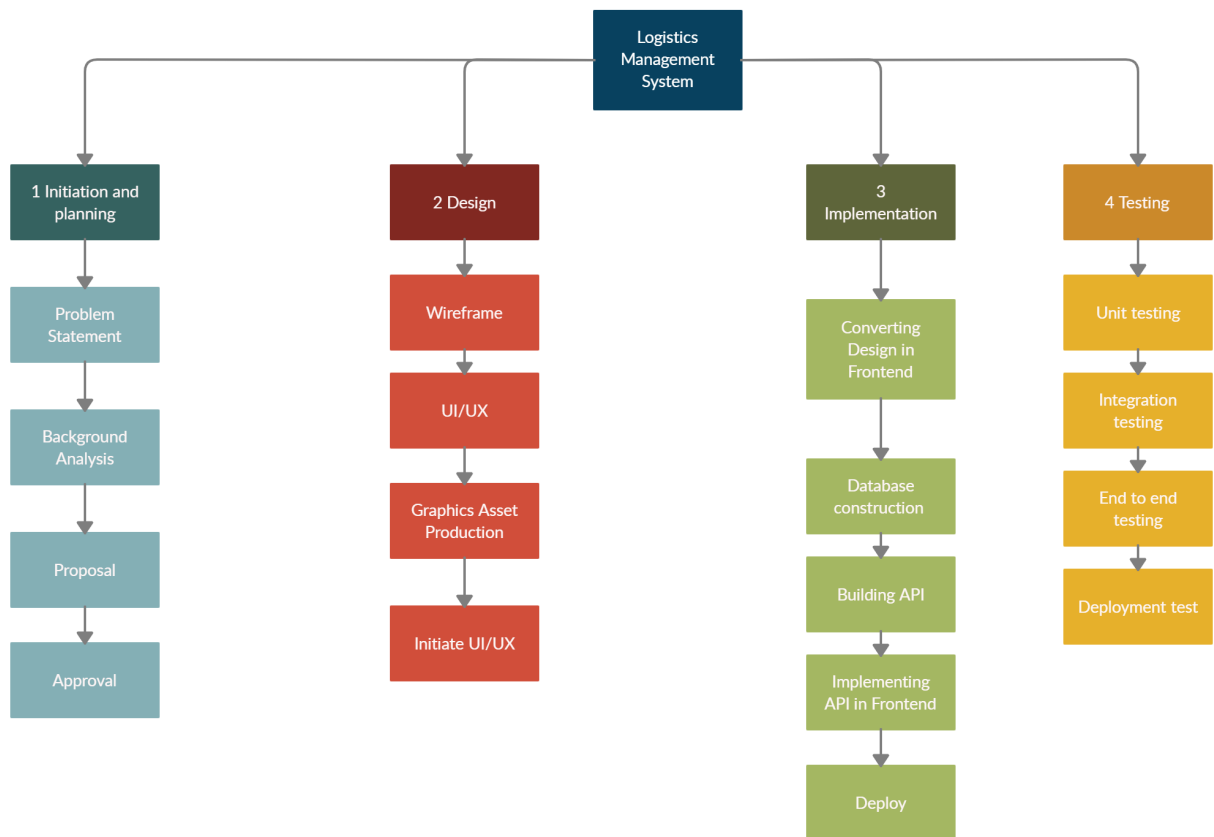 Logistics
Management
System
1 Initiation and
planning
Problem
Statement
Background
Analysis
Proposal
Approval
2 Design
Wireframe
UI/UX
Graphics Asset
Production
Initiate UI/UX
3
Implementation
Converting
Design in
Frontend
Database
construction
Building API
Implementing
API in Frontend
Deploy
4 Testing
Unit testing
Integration
testing
End to end
testing
Deployment test